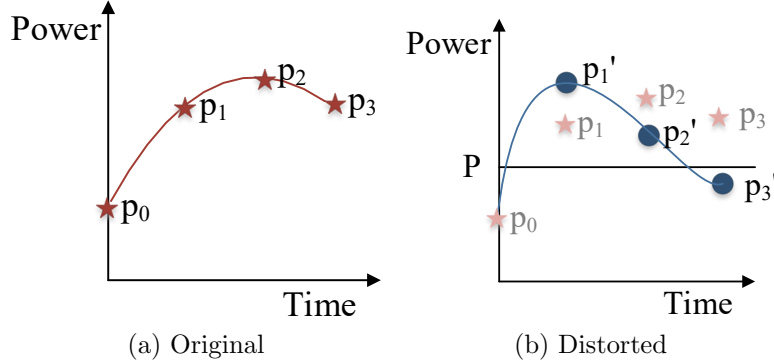 Power
p₀
p₁
p₂
p₃
Time
(a) Original
Power
P
p₀
p₁
p₂
p₃
p₁'
p₂'
p₃'
Time
(b) Distorted